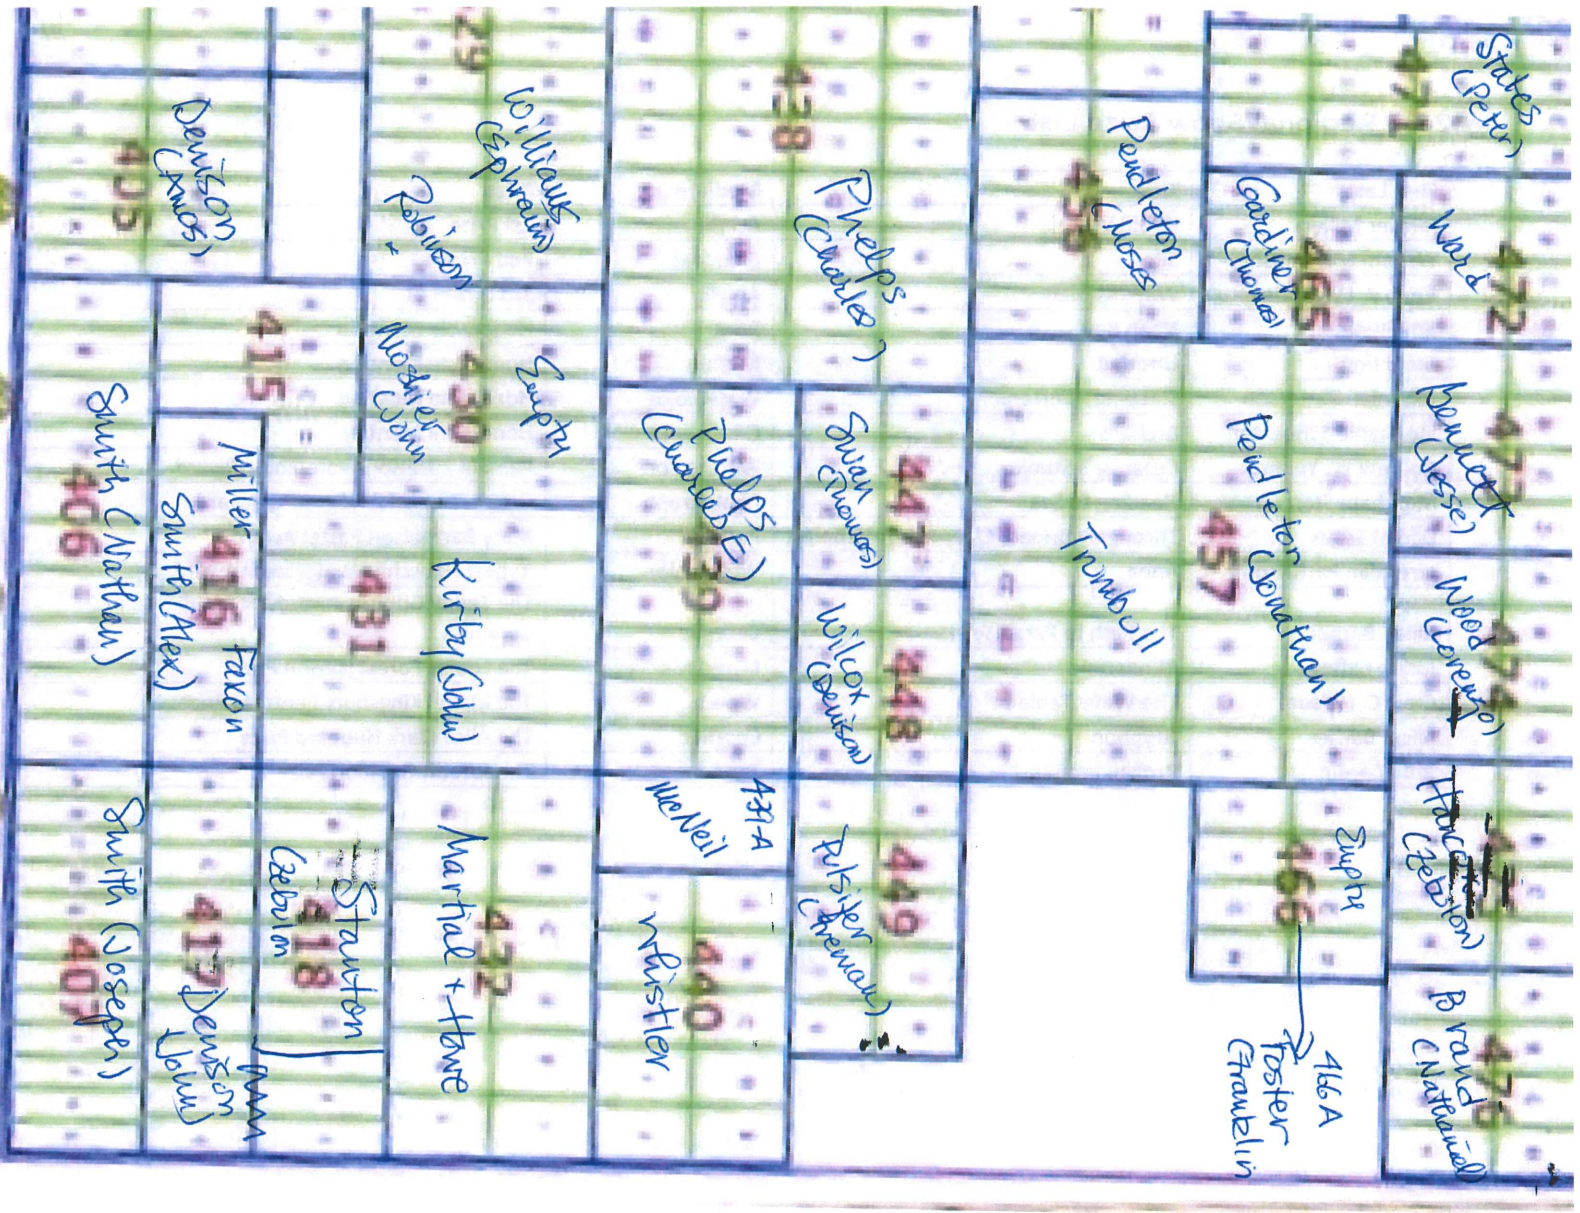 States
(Peter)
471
472
Ward
473
Bennett
(Jesse)
474
Wood
(Lorenzo)
(Zebulon)
476
Brand
(Nathaniel)
465
Gardiner
(Thomas)
456
Pendleton
(Moses
Pendleton (Jonathan)
457
Trumbull
Empty
466
466A
Foster
(Franklin
438
Phelps
(Charles)
447
Swan
(Thomas)
448
Wilcox
(Denison)
449
Pulsifer
439
Phelps
(Charles E)
439-A
McNeil
440
Whistler
29
Williams
(Ephraim)
Robinson
Empty
430
Moshier
(John
Kirby (John)
431
432
Martial + Howe
415
Miller 416 Faxon
Smith (Alex)
Stanton
418
(Zebulon
417 Denison
(John)
Denison
(Amos)
405
Smith (Nathan)
406
Smith (Joseph)
407